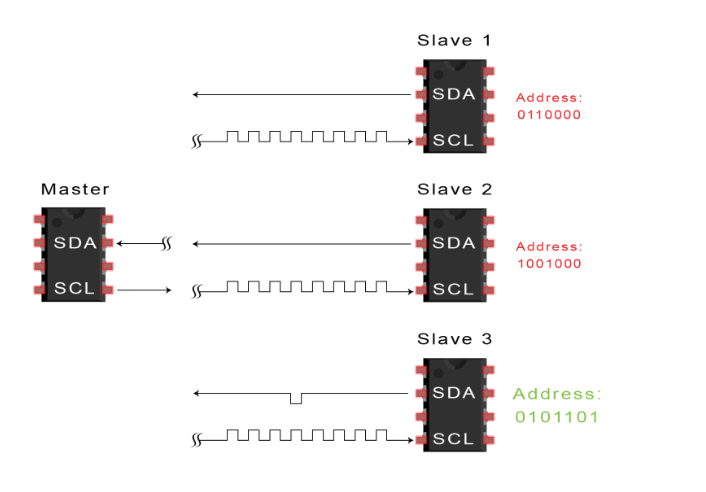 Slave 1
SDA
Address:
0110000
SCL
Master
Slave 2
SDA
SDA
Address:
1001000
SCL
SCL
Slave 3
SDA
Address:
0101101
SCL